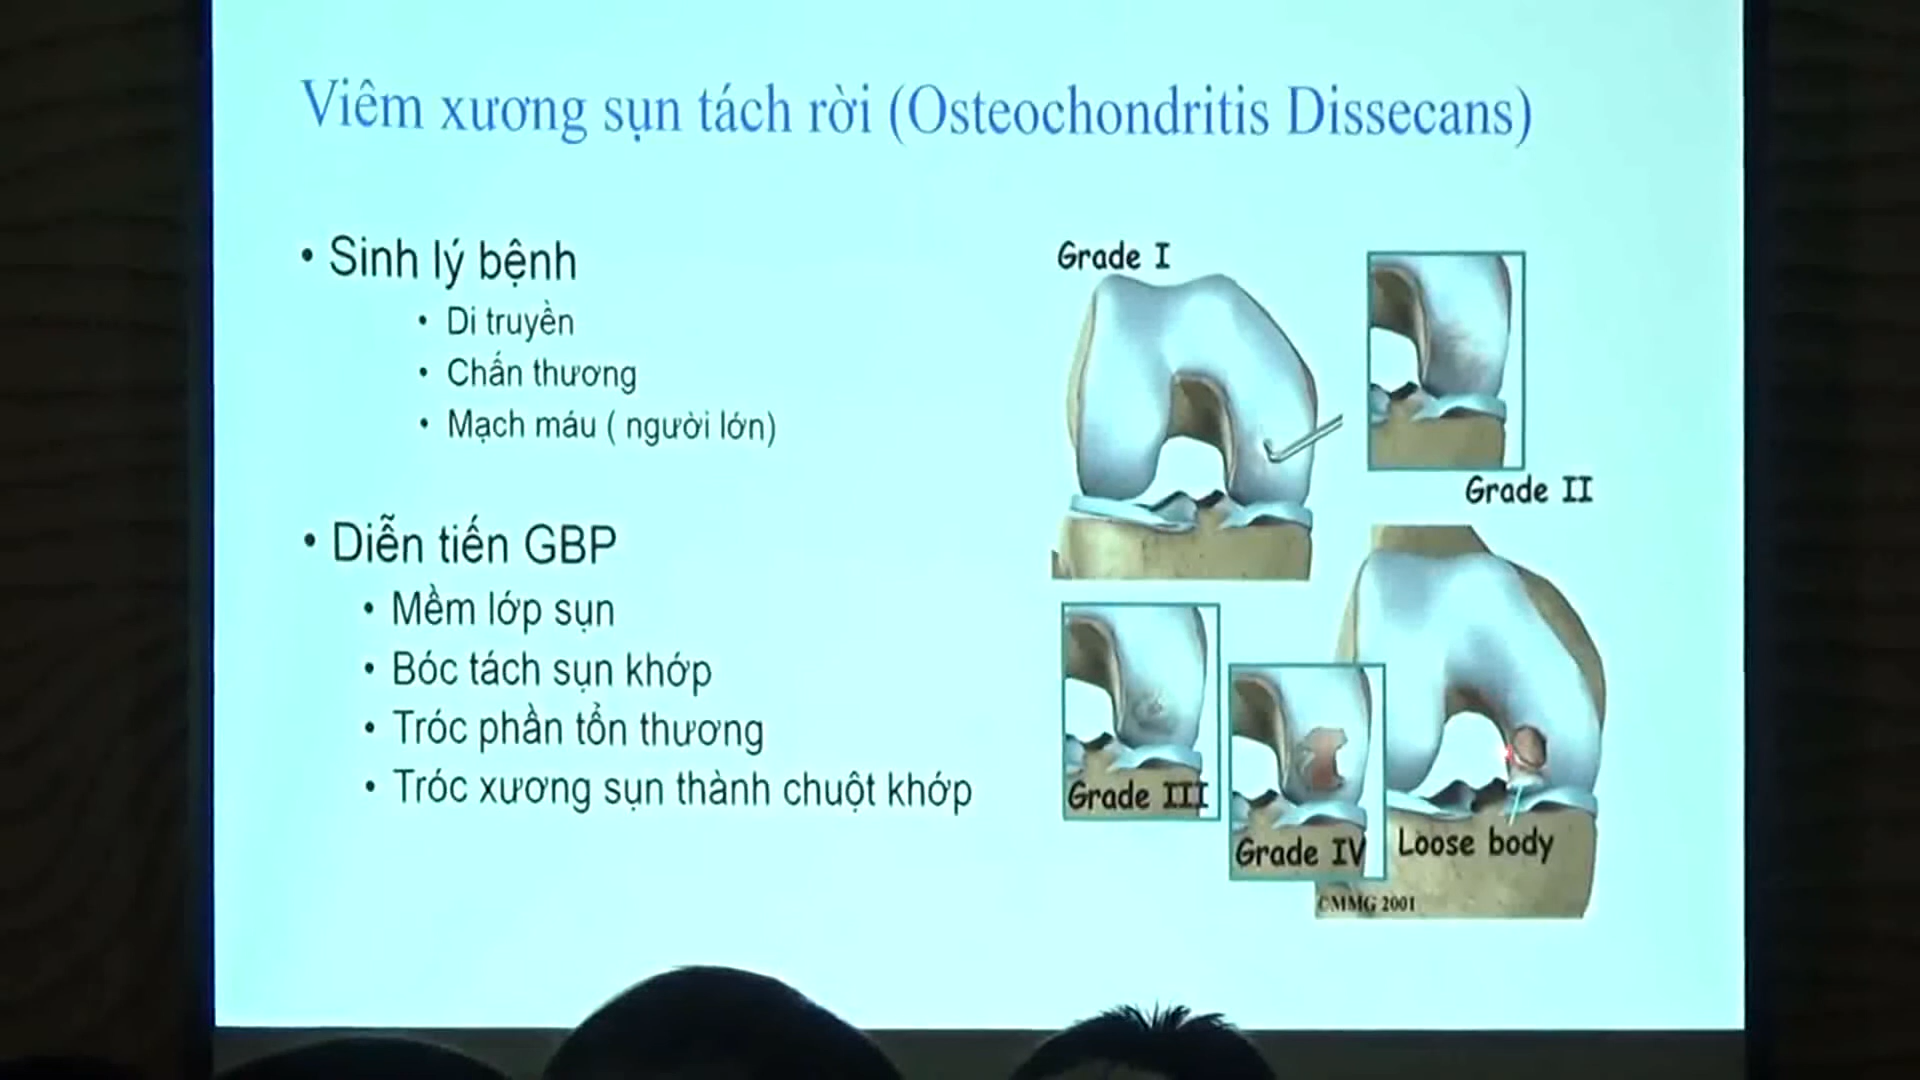 Viêm xương sụn tách rời (Osteochondritis Dissecans)
• Sinh lý bệnh
• Di truyền
• Chấn thương
• Mạch máu ( người lớn)
• Diễn tiến GBP
• Mềm lớp sụn
• Bóc tách sụn khớp
• Tróc phần tổn thương
• Tróc xương sụn thành chuột khớp
Grade I
Grade II
Grade III
Grade IV
Loose body
©MMG 2001